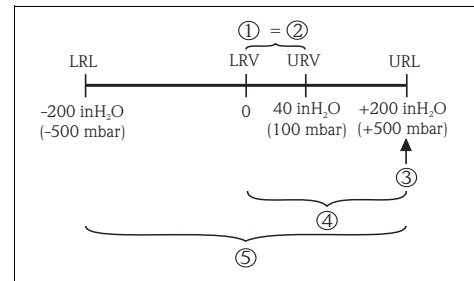 ① = ②
LRL LRV URV URL
–200 inH₂O 0 40 inH₂O +200 inH₂O
(–500 mbar) (100 mbar) (+500 mbar)
③
④
⑤